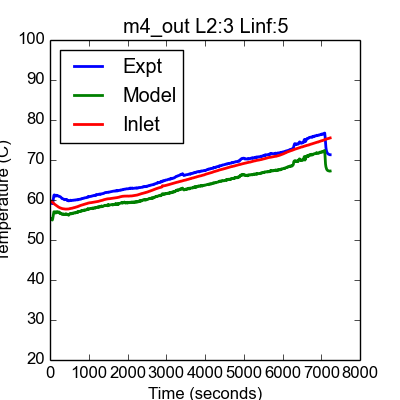 m4_out L2:3 Linf:5
100
90
80
70
60
50
40
30
20
Temperature (C)
Expt
Model
Inlet
0 1000 2000 3000 4000 5000 6000 7000 8000
Time (seconds)